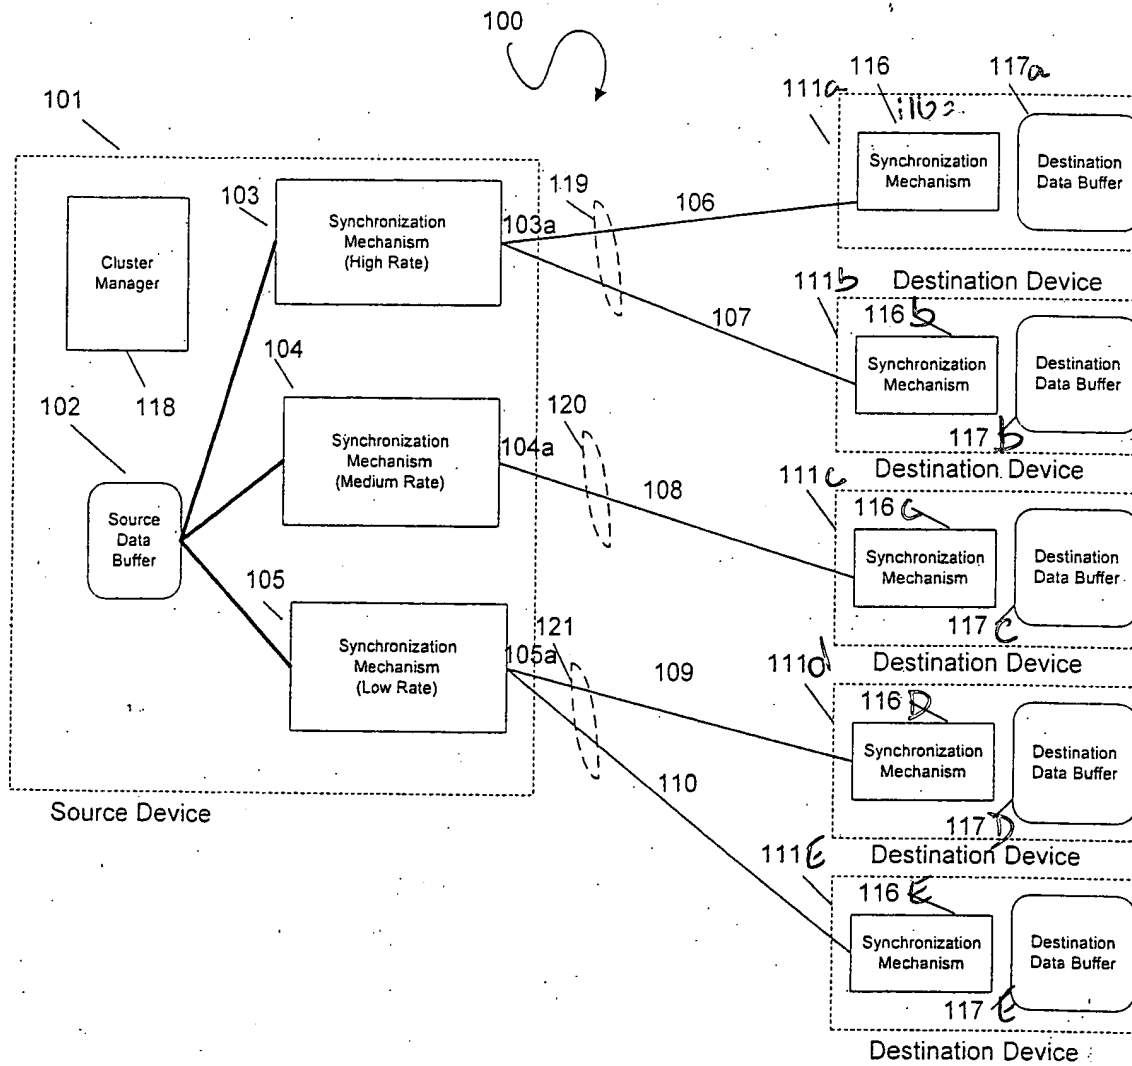 100
101
Cluster
Manager
118
102
Source
Data
Buffer
103
Synchronization
Mechanism
(High Rate)
103a
104
Synchronization
Mechanism
(Medium Rate)
104a
105
Synchronization
Mechanism
(Low Rate)
105a
Source Device
119
106
107
120
108
121
109
110
111a
116
117a
Synchronization
Mechanism
Destination
Data Buffer
Destination Device
111b
116b
Synchronization
Mechanism
Destination
Data Buffer
117b
Destination Device
111c
116c
Synchronization
Mechanism
Destination
Data Buffer
117c
Destination Device
111d
116D
Synchronization
Mechanism
Destination
Data Buffer
117D
Destination Device
111E
116E
Synchronization
Mechanism
Destination
Data Buffer
117E
Destination Device